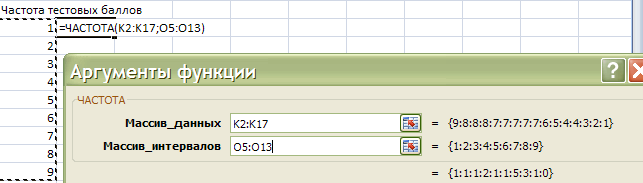 Частота тестовых баллов
1 =ЧАСТОТА(K2:K17;O5:O13)
2
3
4
5
6
7
8
9
Аргументы функции
?
ЧАСТОТА
Массив_данных K2:K17 = {9:8:8:8:7:7:7:7:7:6:5:4:4:3:2:1}
Массив_интервалов O5:O13 = {1:2:3:4:5:6:7:8:9}
= {1:1:1:2:1:1:5:3:1:0}